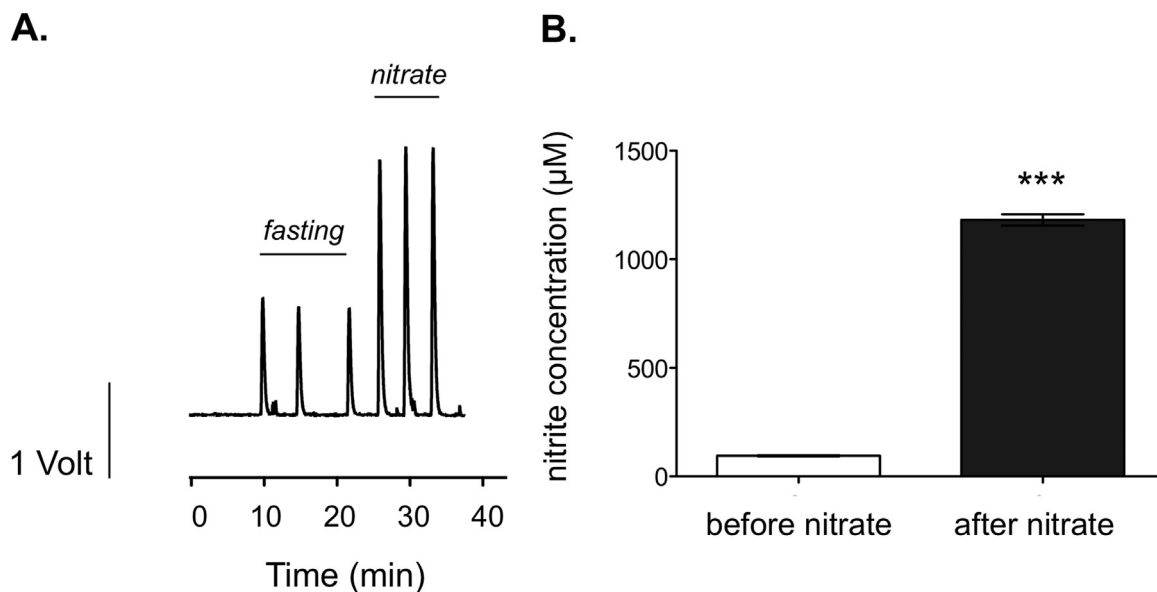 A.
nitrate
fasting
1 Volt
0 10 20 30 40
Time (min)
B.
nitrite concentration (µM)
1500
1000
500
0
***
before nitrate after nitrate